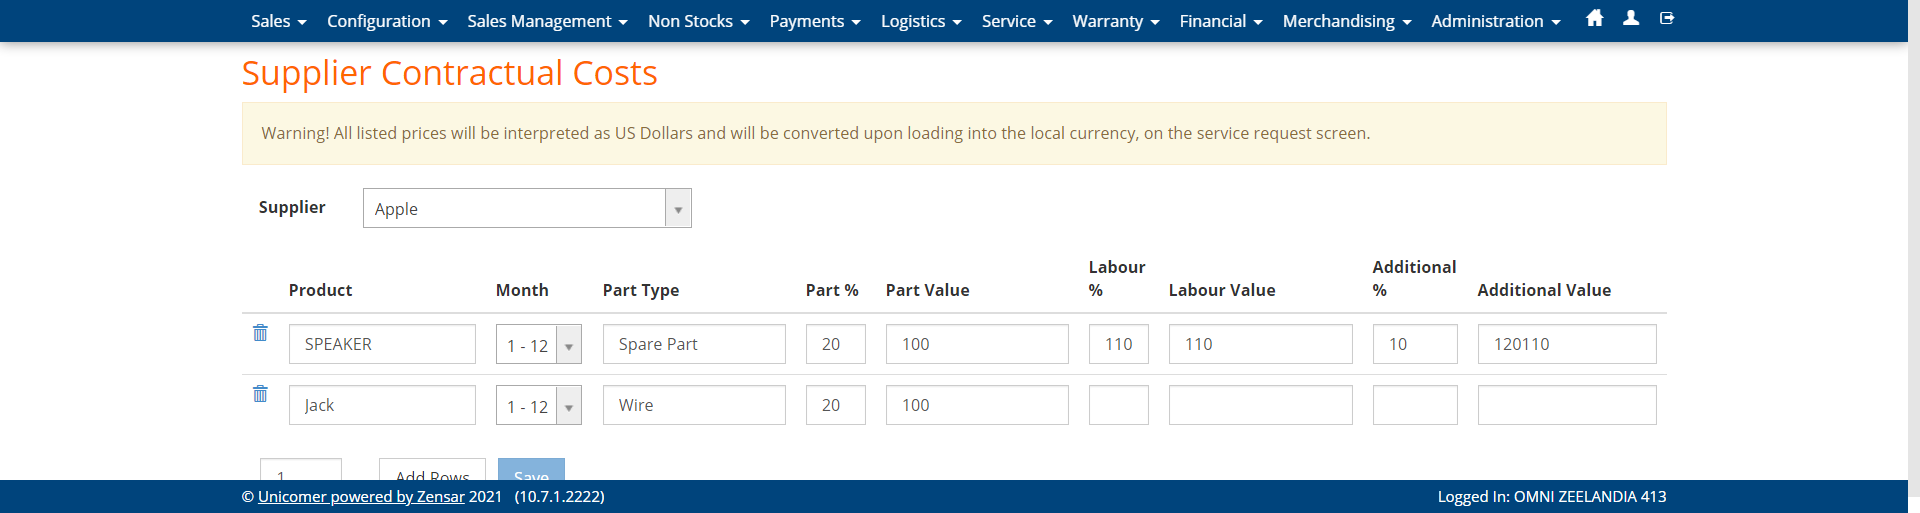 Sales Configuration Sales Management Non Stocks Payments Logistics Service Warranty Financial Merchandising Administration
Supplier Contractual Costs
Warning! All listed prices will be interpreted as US Dollars and will be converted upon loading into the local currency, on the service request screen.
Supplier Apple
Product Month Part Type Part % Part Value Labour % Labour Value Additional % Additional Value
SPEAKER 1 - 12 Spare Part 20 100 110 110 10 120110
Jack 1 - 12 Wire 20 100
1 Add Rows Save
© Unicomer powered by Zensar 2021 (10.7.1.2222) Logged In: OMNI ZEELANDIA 413